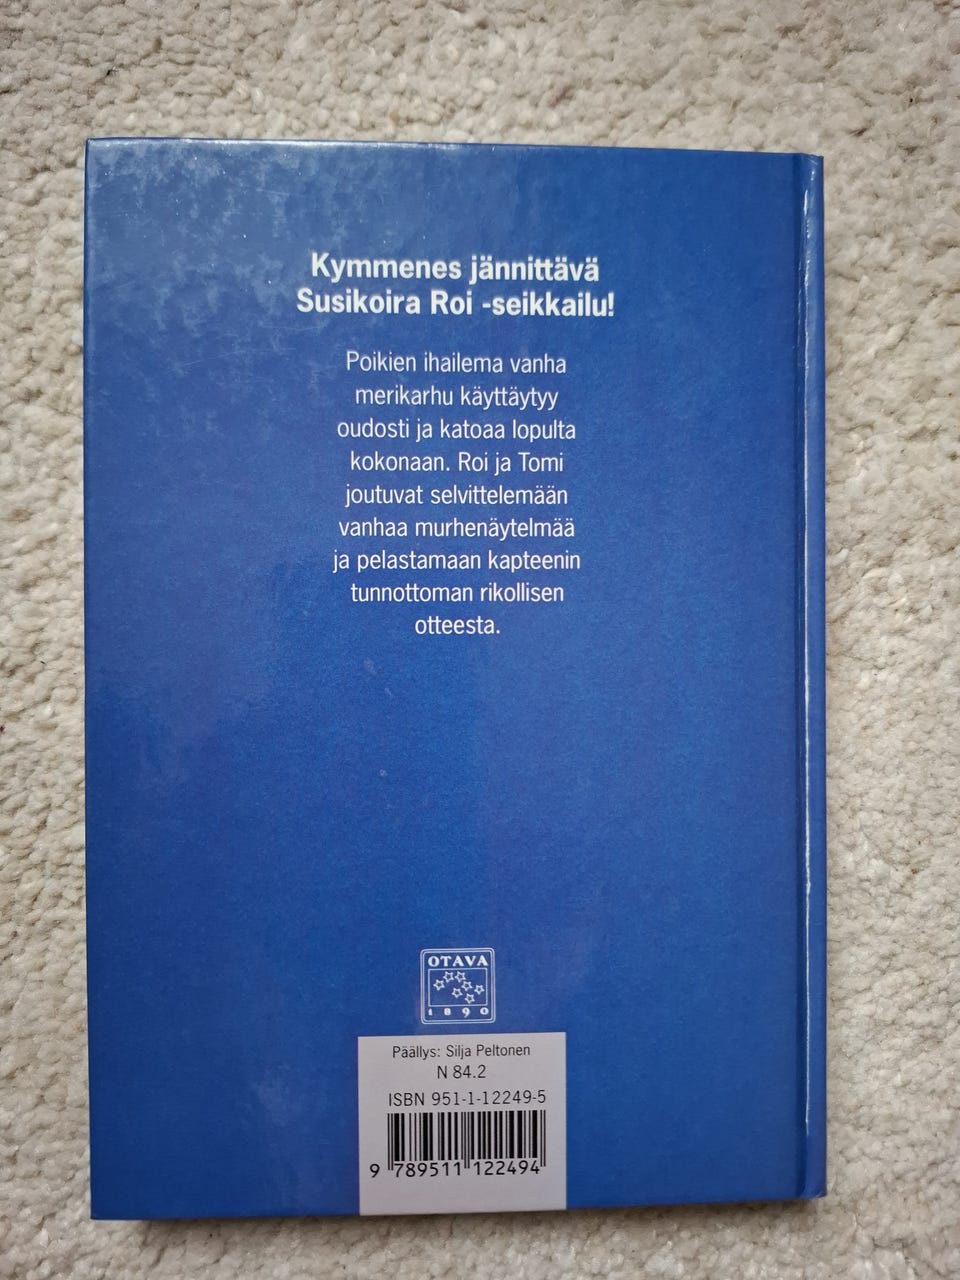 Kymmenes jännittävä
Susikoira Roi -seikkailu!
Poikien ihailema vanha
merikarhu käyttäytyy
oudosti ja katoaa lopulta
kokonaan. Roi ja Tomi
joutuvat selvittelemään
vanhaa murhenäytelmää
ja pelastamaan kapteenin
tunnottoman rikollisen
otteesta.
OTAVA
1890
Päällys: Silja Peltonen
N 84.2
ISBN 951-1-12249-5
9 789511 122494